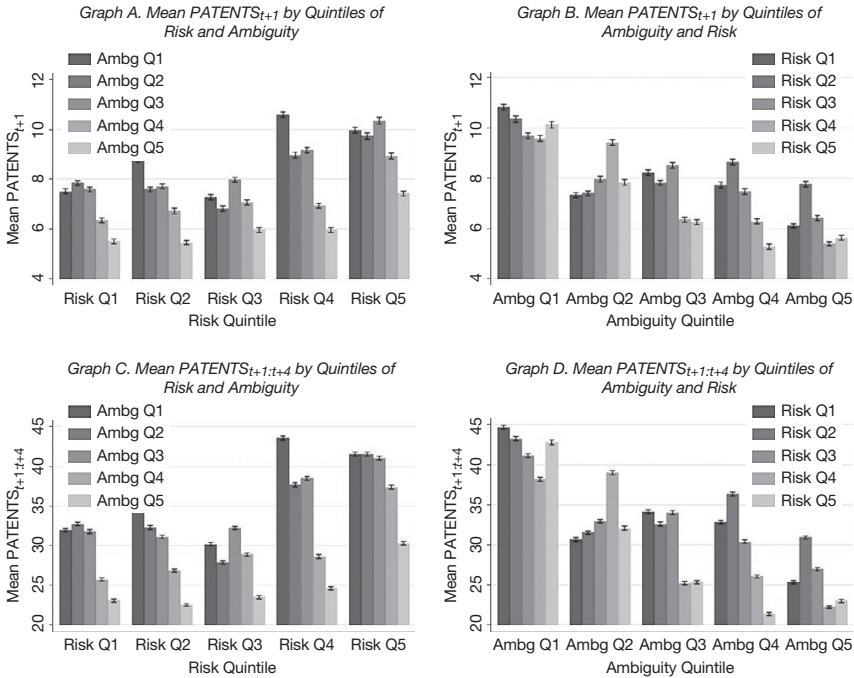 Graph A. Mean PATENTSt+1 by Quintiles of
Risk and Ambiguity
Ambg Q1
Ambg Q2
Ambg Q3
Ambg Q4
Ambg Q5
Mean PATENTSt+1
12
10
8
6
4
Risk Q1 Risk Q2 Risk Q3 Risk Q4 Risk Q5
Risk Quintile
Graph B. Mean PATENTSt+1 by Quintiles of
Ambiguity and Risk
Risk Q1
Risk Q2
Risk Q3
Risk Q4
Risk Q5
Mean PATENTSt+1
12
10
8
6
4
Ambg Q1 Ambg Q2 Ambg Q3 Ambg Q4 Ambg Q5
Ambiguity Quintile
Graph C. Mean PATENTSt+1:t+4 by Quintiles of
Risk and Ambiguity
Ambg Q1
Ambg Q2
Ambg Q3
Ambg Q4
Ambg Q5
Mean PATENTSt+1:t+4
45
40
35
30
25
20
Risk Q1 Risk Q2 Risk Q3 Risk Q4 Risk Q5
Risk Quintile
Graph D. Mean PATENTSt+1:t+4 by Quintiles of
Ambiguity and Risk
Risk Q1
Risk Q2
Risk Q3
Risk Q4
Risk Q5
Mean PATENTSt+1:t+4
45
40
35
30
25
20
Ambg Q1 Ambg Q2 Ambg Q3 Ambg Q4 Ambg Q5
Ambiguity Quintile